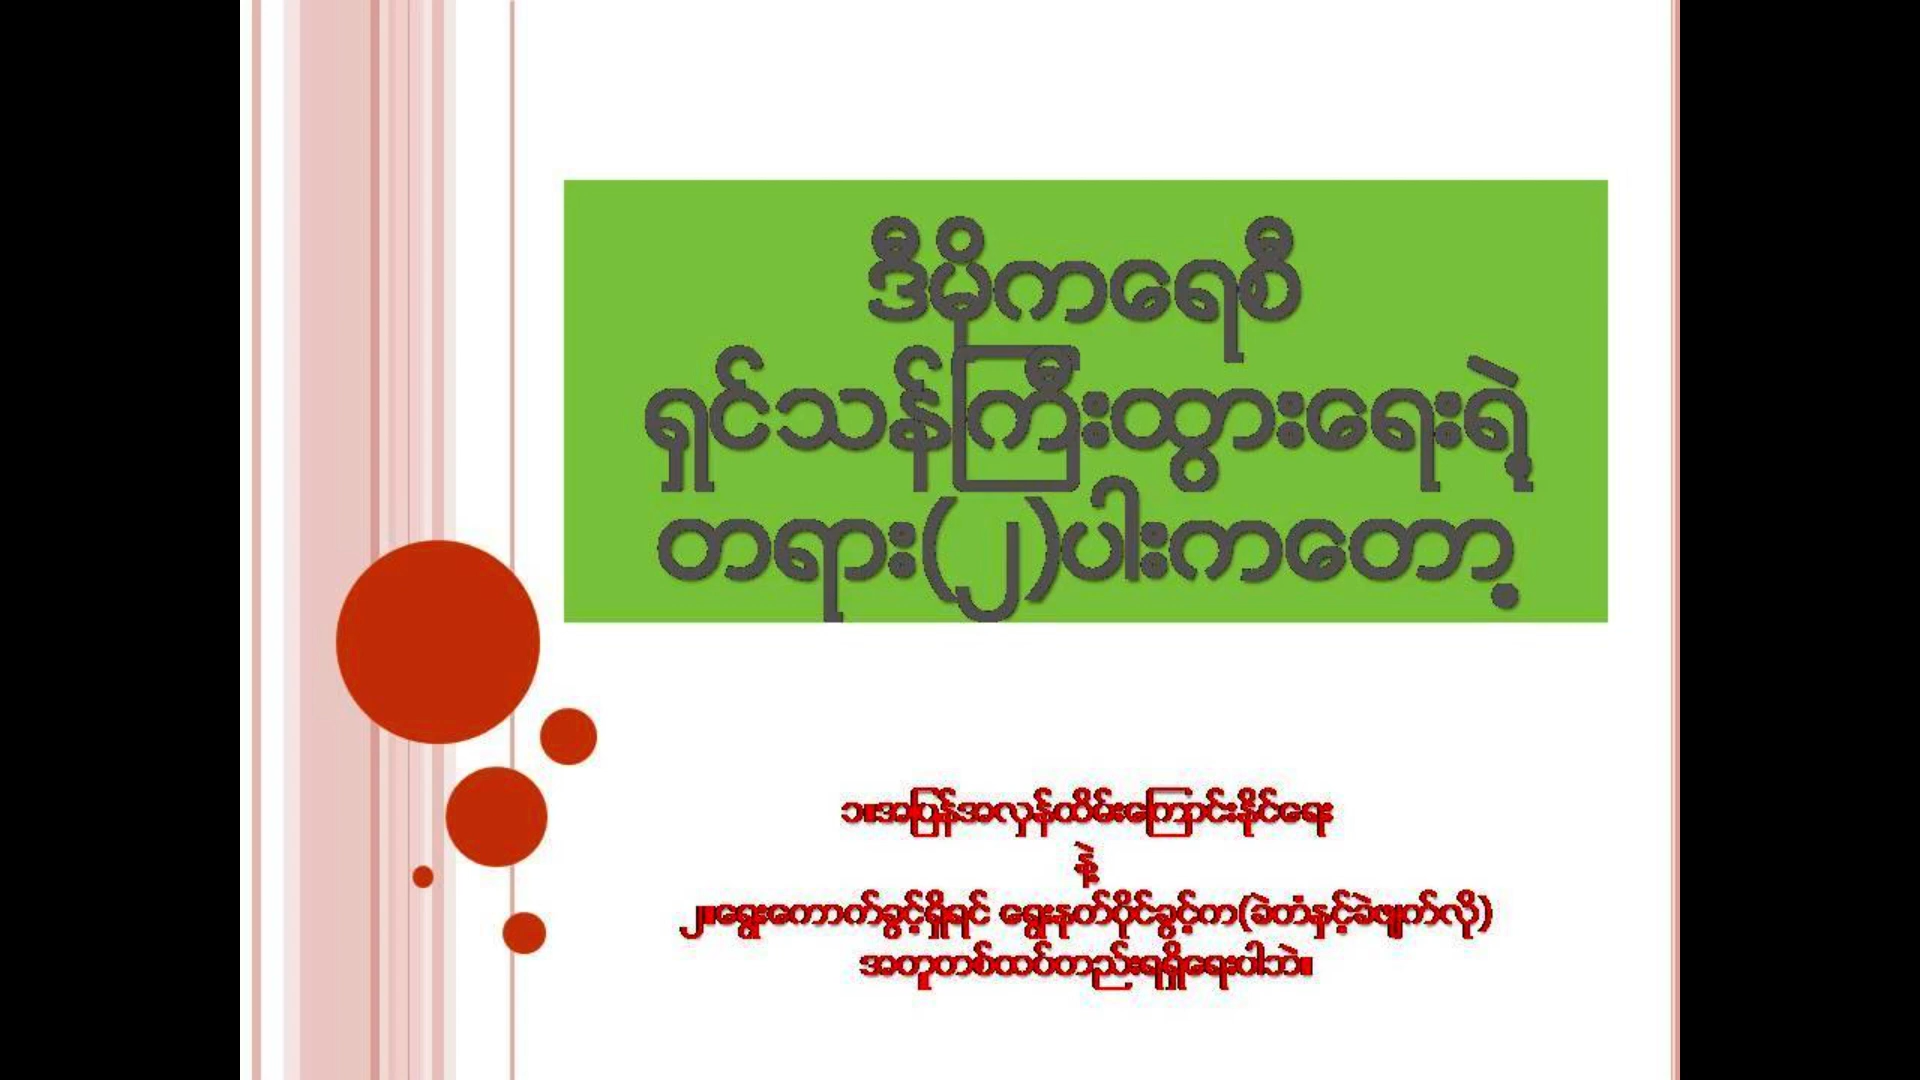 ဒီမိုကရေစီ
ရှင်သန်ကြီးထွားရေးရဲ့
တရား(၂)ပါးကတော့
၁။အပြန်အလှန်ထိမ်းကြောင်းနိုင်ရေး
နဲ့
၂။ရွေးကောက်ခွင့်ရှိရင် ရွေးနုတ်ပိုင်ခွင့်က(ခဲတံနှင့်ခဲဖျက်လို)
အတူတစ်ထပ်တည်းရရှိရေးပါဘဲ။